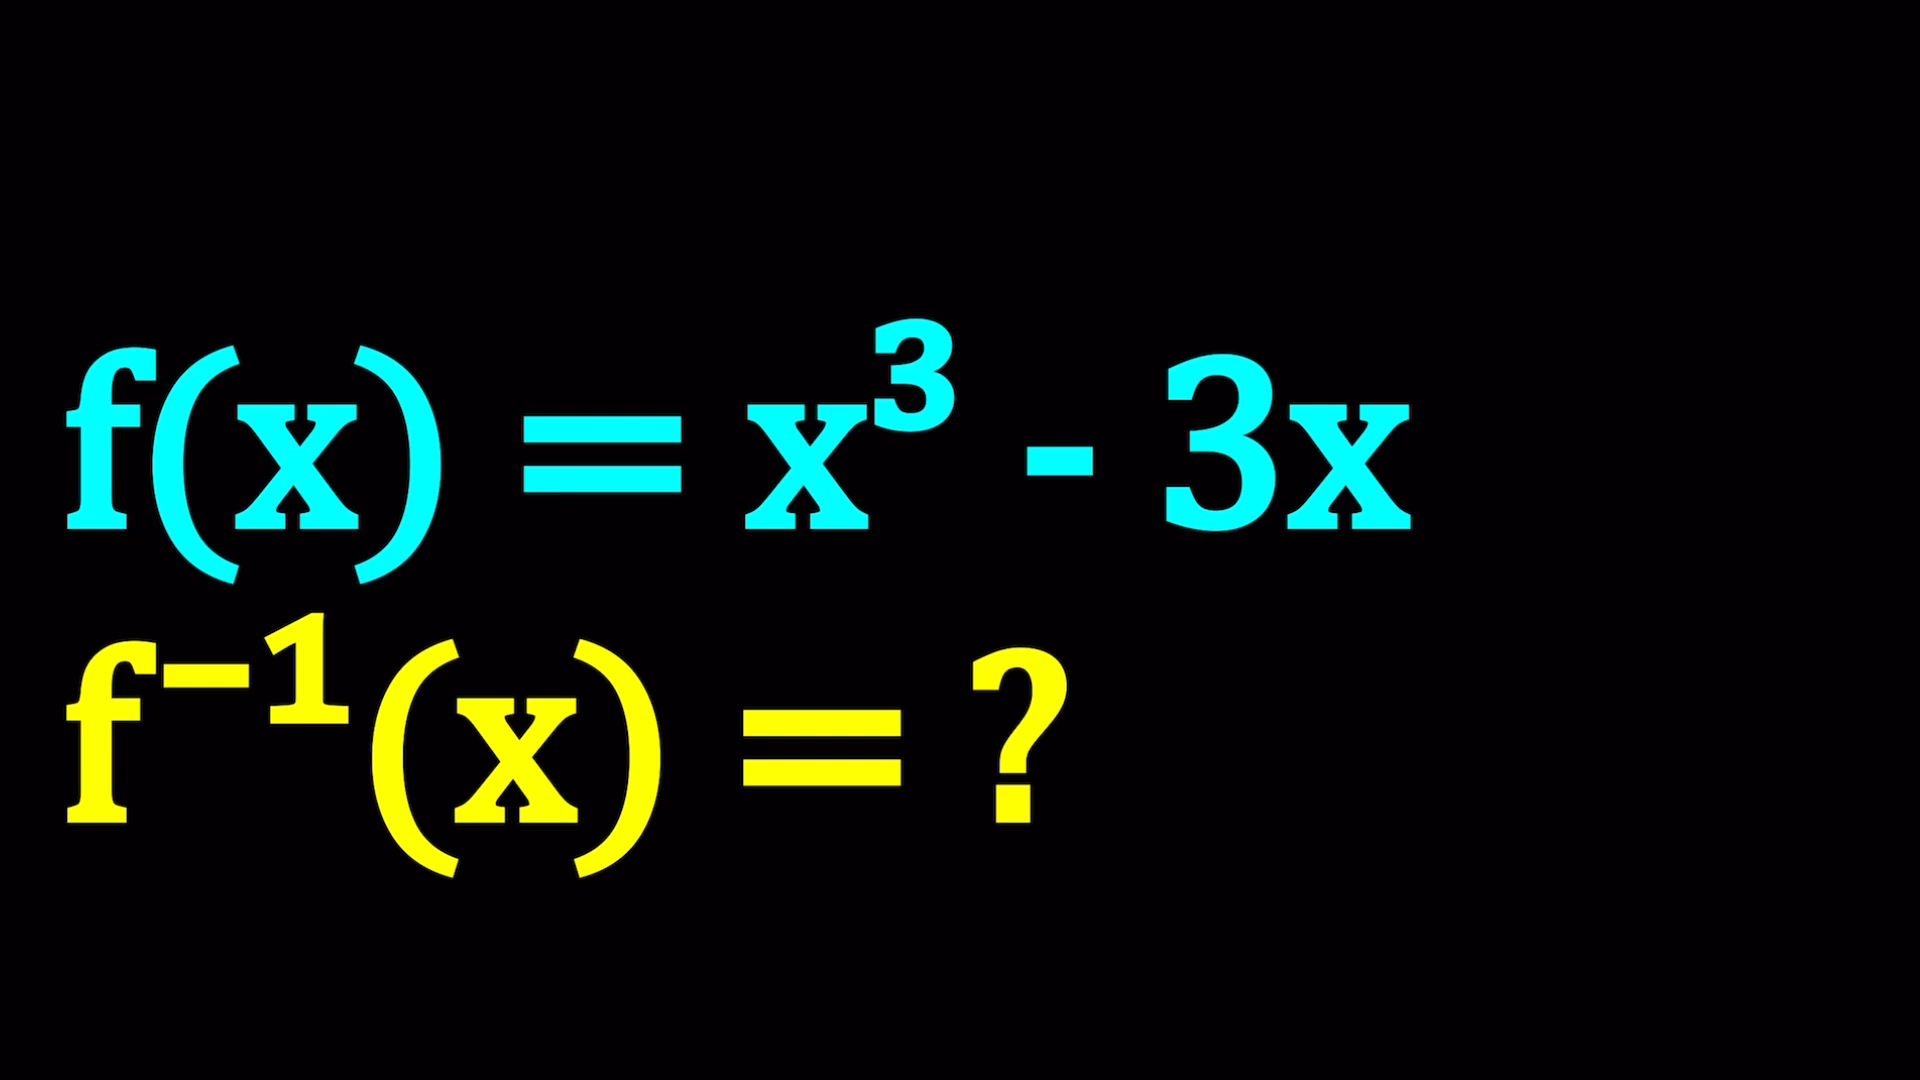 f(x) = x³ - 3x
f⁻¹(x) = ?